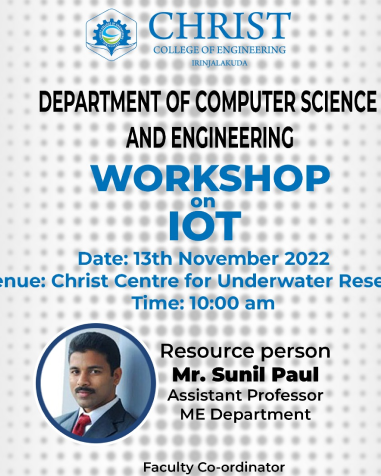 CHRIST
COLLEGE OF ENGINEERING
IRINJALAKUDA
DEPARTMENT OF COMPUTER SCIENCE
AND ENGINEERING
WORKSHOP
on
IOT
Date: 13th November 2022
enue: Christ Centre for Underwater Rese
Time: 10:00 am
Resource person
Mr. Sunil Paul
Assistant Professor
ME Department
Faculty Co-ordinator